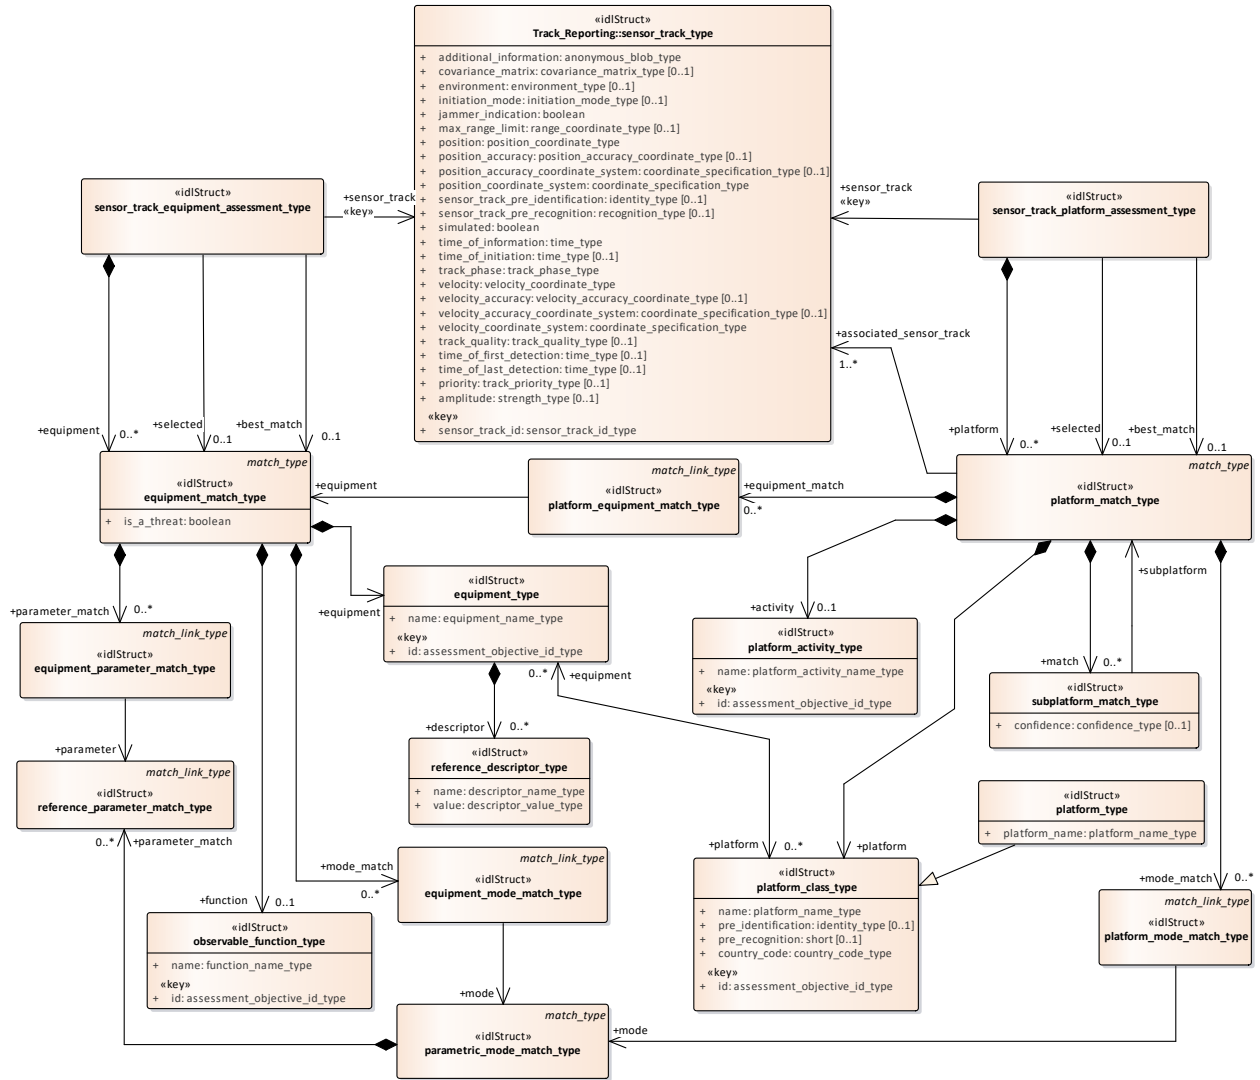 «idlStruct»
Track_Reporting::sensor_track_type
+ additional_information: anonymous_blob_type
+ covariance_matrix: covariance_matrix_type [0..1]
+ environment: environment_type [0..1]
+ initiation_mode: initiation_mode_type [0..1]
+ jammer_indication: boolean
+ max_range_limit: range_coordinate_type [0..1]
+ position: position_coordinate_type
+ position_accuracy: position_accuracy_coordinate_type [0..1]
+ position_accuracy_coordinate_system: coordinate_specification_type [0..1]
+ position_coordinate_system: coordinate_specification_type
+ sensor_track_pre_identification: identity_type [0..1]
+ sensor_track_pre_recognition: recognition_type [0..1]
+ simulated: boolean
+ time_of_information: time_type
+ time_of_initiation: time_type [0..1]
+ track_phase: track_phase_type
+ velocity: velocity_coordinate_type
+ velocity_accuracy: velocity_accuracy_coordinate_type [0..1]
+ velocity_accuracy_coordinate_system: coordinate_specification_type [0..1]
+ velocity_coordinate_system: coordinate_specification_type
+ track_quality: track_quality_type [0..1]
+ time_of_first_detection: time_type [0..1]
+ time_of_last_detection: time_type [0..1]
+ priority: track_priority_type [0..1]
+ amplitude: strength_type [0..1]
«key»
+ sensor_track_id: sensor_track_id_type
«idlStruct»
sensor_track_equipment_assessment_type
+sensor_track
«key»
+sensor_track
«key»
«idlStruct»
sensor_track_platform_assessment_type
+associated_sensor_track
1..*
+equipment
0..*
+selected
0..1
+best_match
0..1
+platform
0..*
+selected
0..1
+best_match
0..1
match_type
«idlStruct»
equipment_match_type
+ is_a_threat: boolean
+equipment
match_link_type
«idlStruct»
platform_equipment_match_type
+equipment_match
0..*
match_type
«idlStruct»
platform_match_type
+parameter_match
0..*
+equipment
«idlStruct»
equipment_type
+ name: equipment_name_type
«key»
+ id: assessment_objective_id_type
+activity
0..1
«idlStruct»
platform_activity_type
+ name: platform_activity_name_type
«key»
+ id: assessment_objective_id_type
+subplatform
+match
0..*
«idlStruct»
subplatform_match_type
+ confidence: confidence_type [0..1]
match_link_type
«idlStruct»
equipment_parameter_match_type
0..*
+equipment
+descriptor
0..*
«idlStruct»
reference_descriptor_type
+ name: descriptor_name_type
+ value: descriptor_value_type
+parameter
match_link_type
«idlStruct»
reference_parameter_match_type
0..*
+parameter_match
«idlStruct»
platform_type
+ platform_name: platform_name_type
+platform
0..*
+platform
«idlStruct»
platform_class_type
+ name: platform_name_type
+ pre_identification: identity_type [0..1]
+ pre_recognition: short [0..1]
+ country_code: country_code_type
«key»
+ id: assessment_objective_id_type
+mode_match
0..*
match_link_type
«idlStruct»
equipment_mode_match_type
+function
0..1
«idlStruct»
observable_function_type
+ name: function_name_type
«key»
+ id: assessment_objective_id_type
+mode_match
0..*
match_link_type
«idlStruct»
platform_mode_match_type
+mode
match_type
«idlStruct»
parametric_mode_match_type
+mode